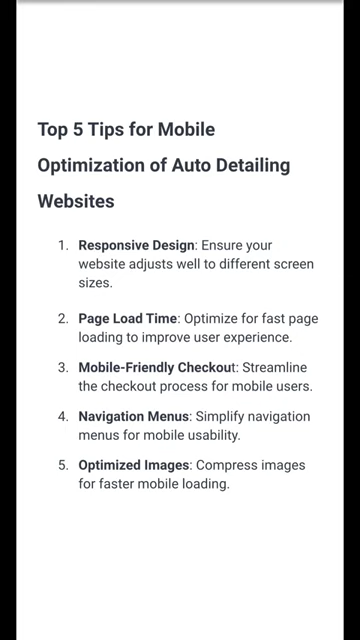 Top 5 Tips for Mobile
Optimization of Auto Detailing
Websites
1. Responsive Design: Ensure your
website adjusts well to different screen
sizes.
2. Page Load Time: Optimize for fast page
loading to improve user experience.
3. Mobile-Friendly Checkout: Streamline
the checkout process for mobile users.
4. Navigation Menus: Simplify navigation
menus for mobile usability.
5. Optimized Images: Compress images
for faster mobile loading.